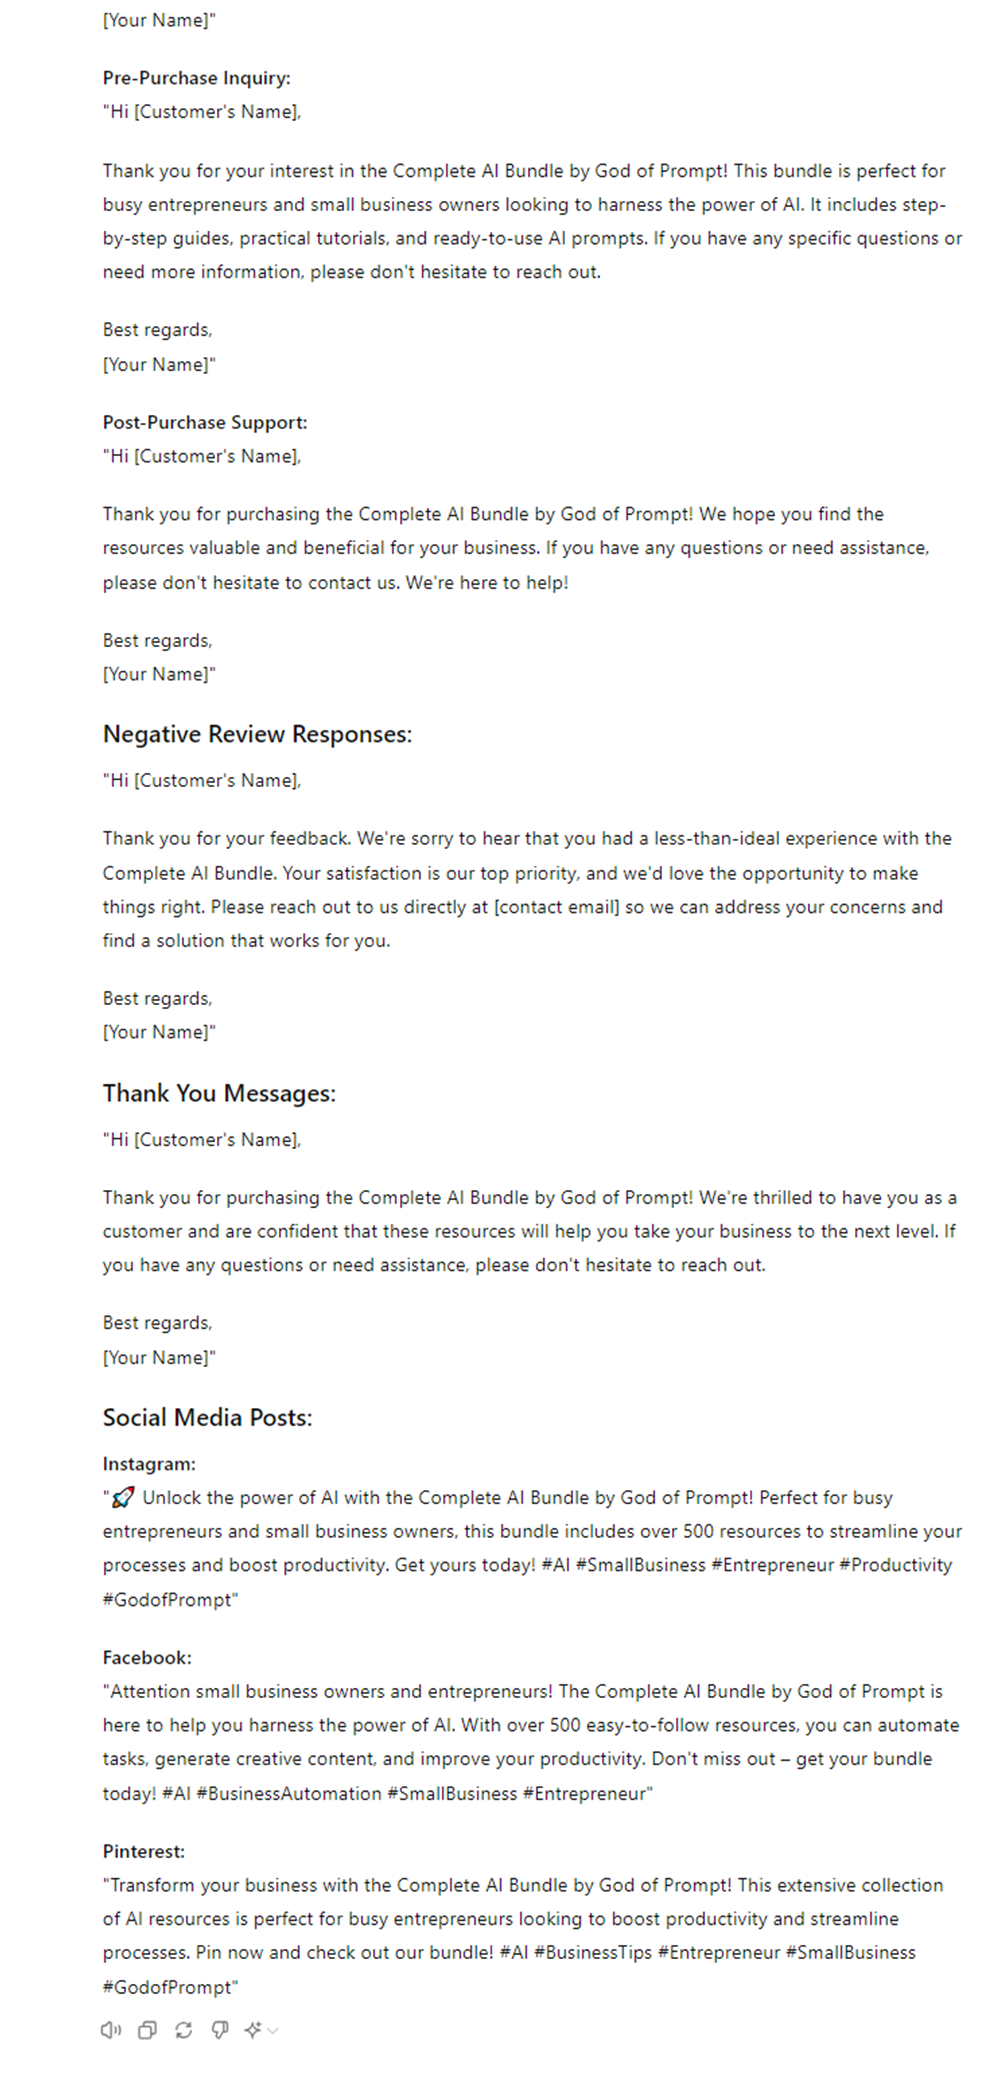 [Your Name]"
Pre-Purchase Inquiry:
"Hi [Customer's Name],
Thank you for your interest in the Complete AI Bundle by God of Prompt! This bundle is perfect for
busy entrepreneurs and small business owners looking to harness the power of AI. It includes step-
by-step guides, practical tutorials, and ready-to-use AI prompts. If you have any specific questions or
need more information, please don't hesitate to reach out.
Best regards,
[Your Name]"
Post-Purchase Support:
"Hi [Customer's Name],
Thank you for purchasing the Complete AI Bundle by God of Prompt! We hope you find the
resources valuable and beneficial for your business. If you have any questions or need assistance,
please don't hesitate to contact us. We're here to help!
Best regards,
[Your Name]"
Negative Review Responses:
"Hi [Customer's Name],
Thank you for your feedback. We're sorry to hear that you had a less-than-ideal experience with the
Complete AI Bundle. Your satisfaction is our top priority, and we'd love the opportunity to make
things right. Please reach out to us directly at [contact email] so we can address your concerns and
find a solution that works for you.
Best regards,
[Your Name]"
Thank You Messages:
"Hi [Customer's Name],
Thank you for purchasing the Complete AI Bundle by God of Prompt! We're thrilled to have you as a
customer and are confident that these resources will help you take your business to the next level. If
you have any questions or need assistance, please don't hesitate to reach out.
Best regards,
[Your Name]"
Social Media Posts:
Instagram:
"🚀 Unlock the power of AI with the Complete AI Bundle by God of Prompt! Perfect for busy
entrepreneurs and small business owners, this bundle includes over 500 resources to streamline your
processes and boost productivity. Get yours today! #AI #SmallBusiness #Entrepreneur #Productivity
#GodofPrompt"
Facebook:
"Attention small business owners and entrepreneurs! The Complete AI Bundle by God of Prompt is
here to help you harness the power of AI. With over 500 easy-to-follow resources, you can automate
tasks, generate creative content, and improve your productivity. Don't miss out – get your bundle
today! #AI #BusinessAutomation #SmallBusiness #Entrepreneur"
Pinterest:
"Transform your business with the Complete AI Bundle by God of Prompt! This extensive collection
of AI resources is perfect for busy entrepreneurs looking to boost productivity and streamline
processes. Pin now and check out our bundle! #AI #BusinessTips #Entrepreneur #SmallBusiness
#GodofPrompt"